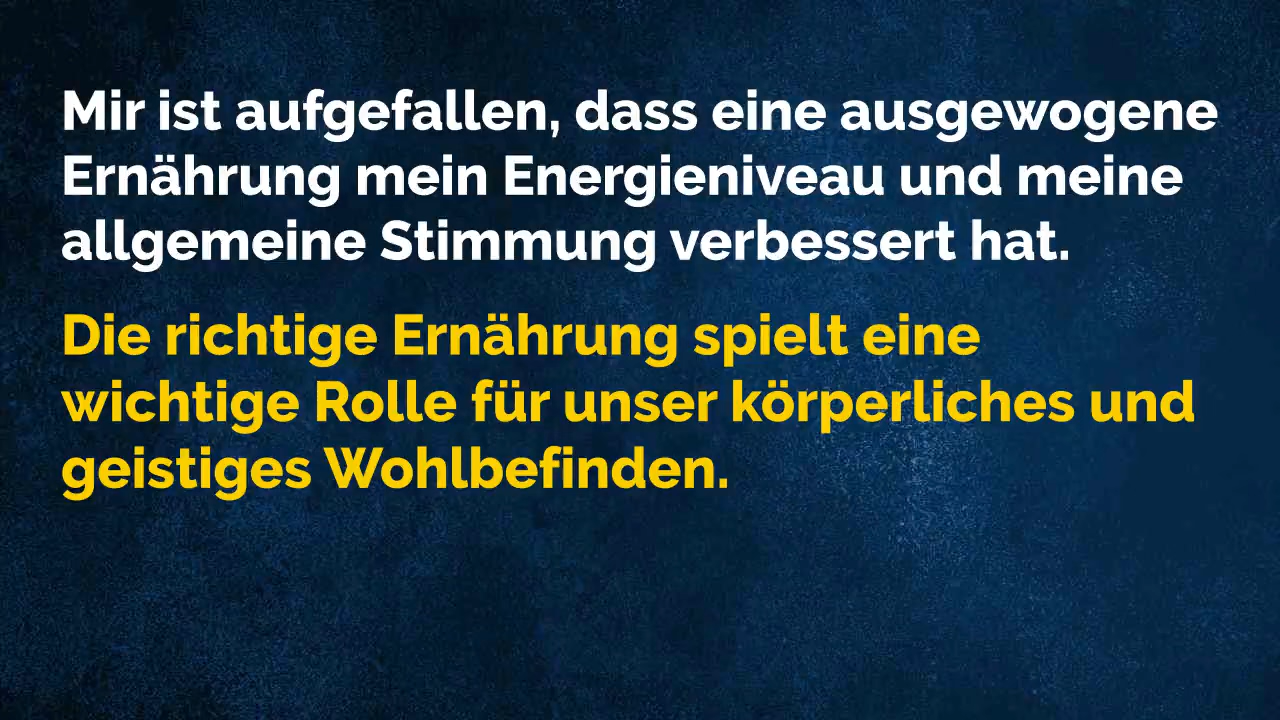 Mir ist aufgefallen, dass eine ausgewogene
Ernährung mein Energieniveau und meine
allgemeine Stimmung verbessert hat.
Die richtige Ernährung spielt eine
wichtige Rolle für unser körperliches und
geistiges Wohlbefinden.